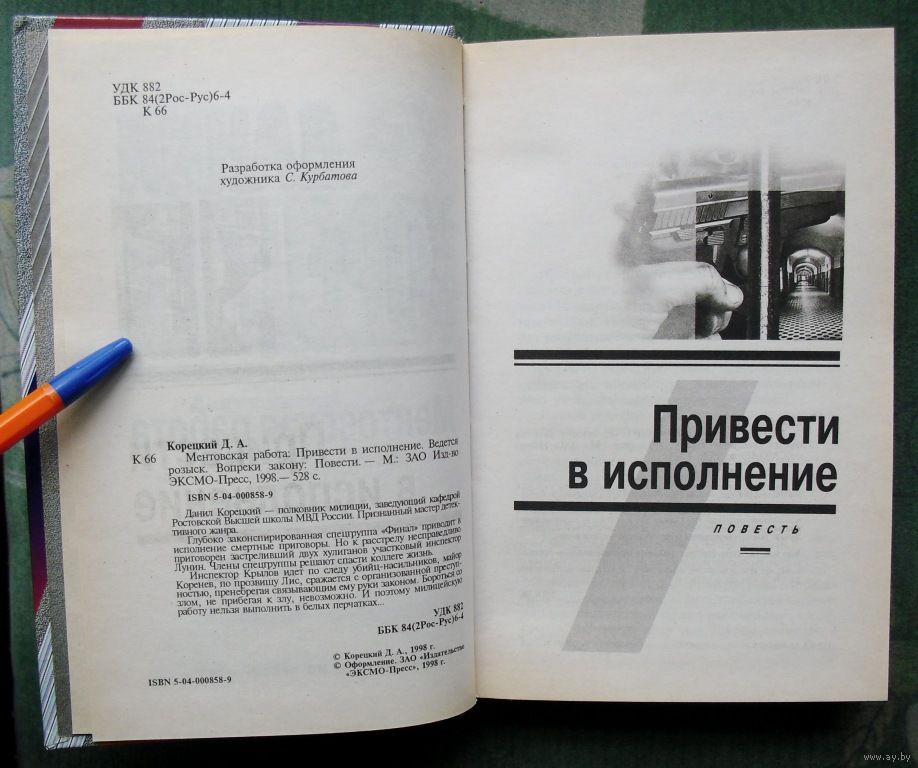 УДК 882
ББК 84(2Рос-Рус)6-4
К 66
Разработка оформления
художника С. Курбатова
Корецкий Д. А.
К 66 Ментовская работа: Привести в исполнение. Ведется
розыск. Вопреки закону: Повести. — М.: ЗАО Изд-во
ЭКСМО-Пресс, 1998.— 528 с.
ISBN 5-04-000858-9
Данил Корецкий — полковник милиции, заведующий кафедрой
Ростовской Высшей школы МВД России. Признанный мастер детек-
тивного жанра.
Глубоко законспирированная спецгруппа «Финал» приводит в
исполнение смертные приговоры. Но к расстрелу несправедливо
приговорен застреливший двух хулиганов участковый инспектор
Лунин. Члены спецгруппы решают спасти коллеге жизнь.
Инспектор Крылов идет по следу убийц-насильников, майор
Коренев, по прозвищу Лис, сражается с организованной преступ-
ностью, пренебрегая связывающим ему руки законом. Бороться со
злом, не прибегая к злу, невозможно. И поэтому милицейскую
работу нельзя выполнить в белых перчатках...
УДК 882
ББК 84(2Рос-Рус)6-4
© Корецкий Д. А., 1998 г.
© Оформление. ЗАО «Издательство
«ЭКСМО-Пресс», 1998 г.
ISBN 5-04-000858-9
Привести
в исполнение
ПОВЕСТЬ
www.ay.by